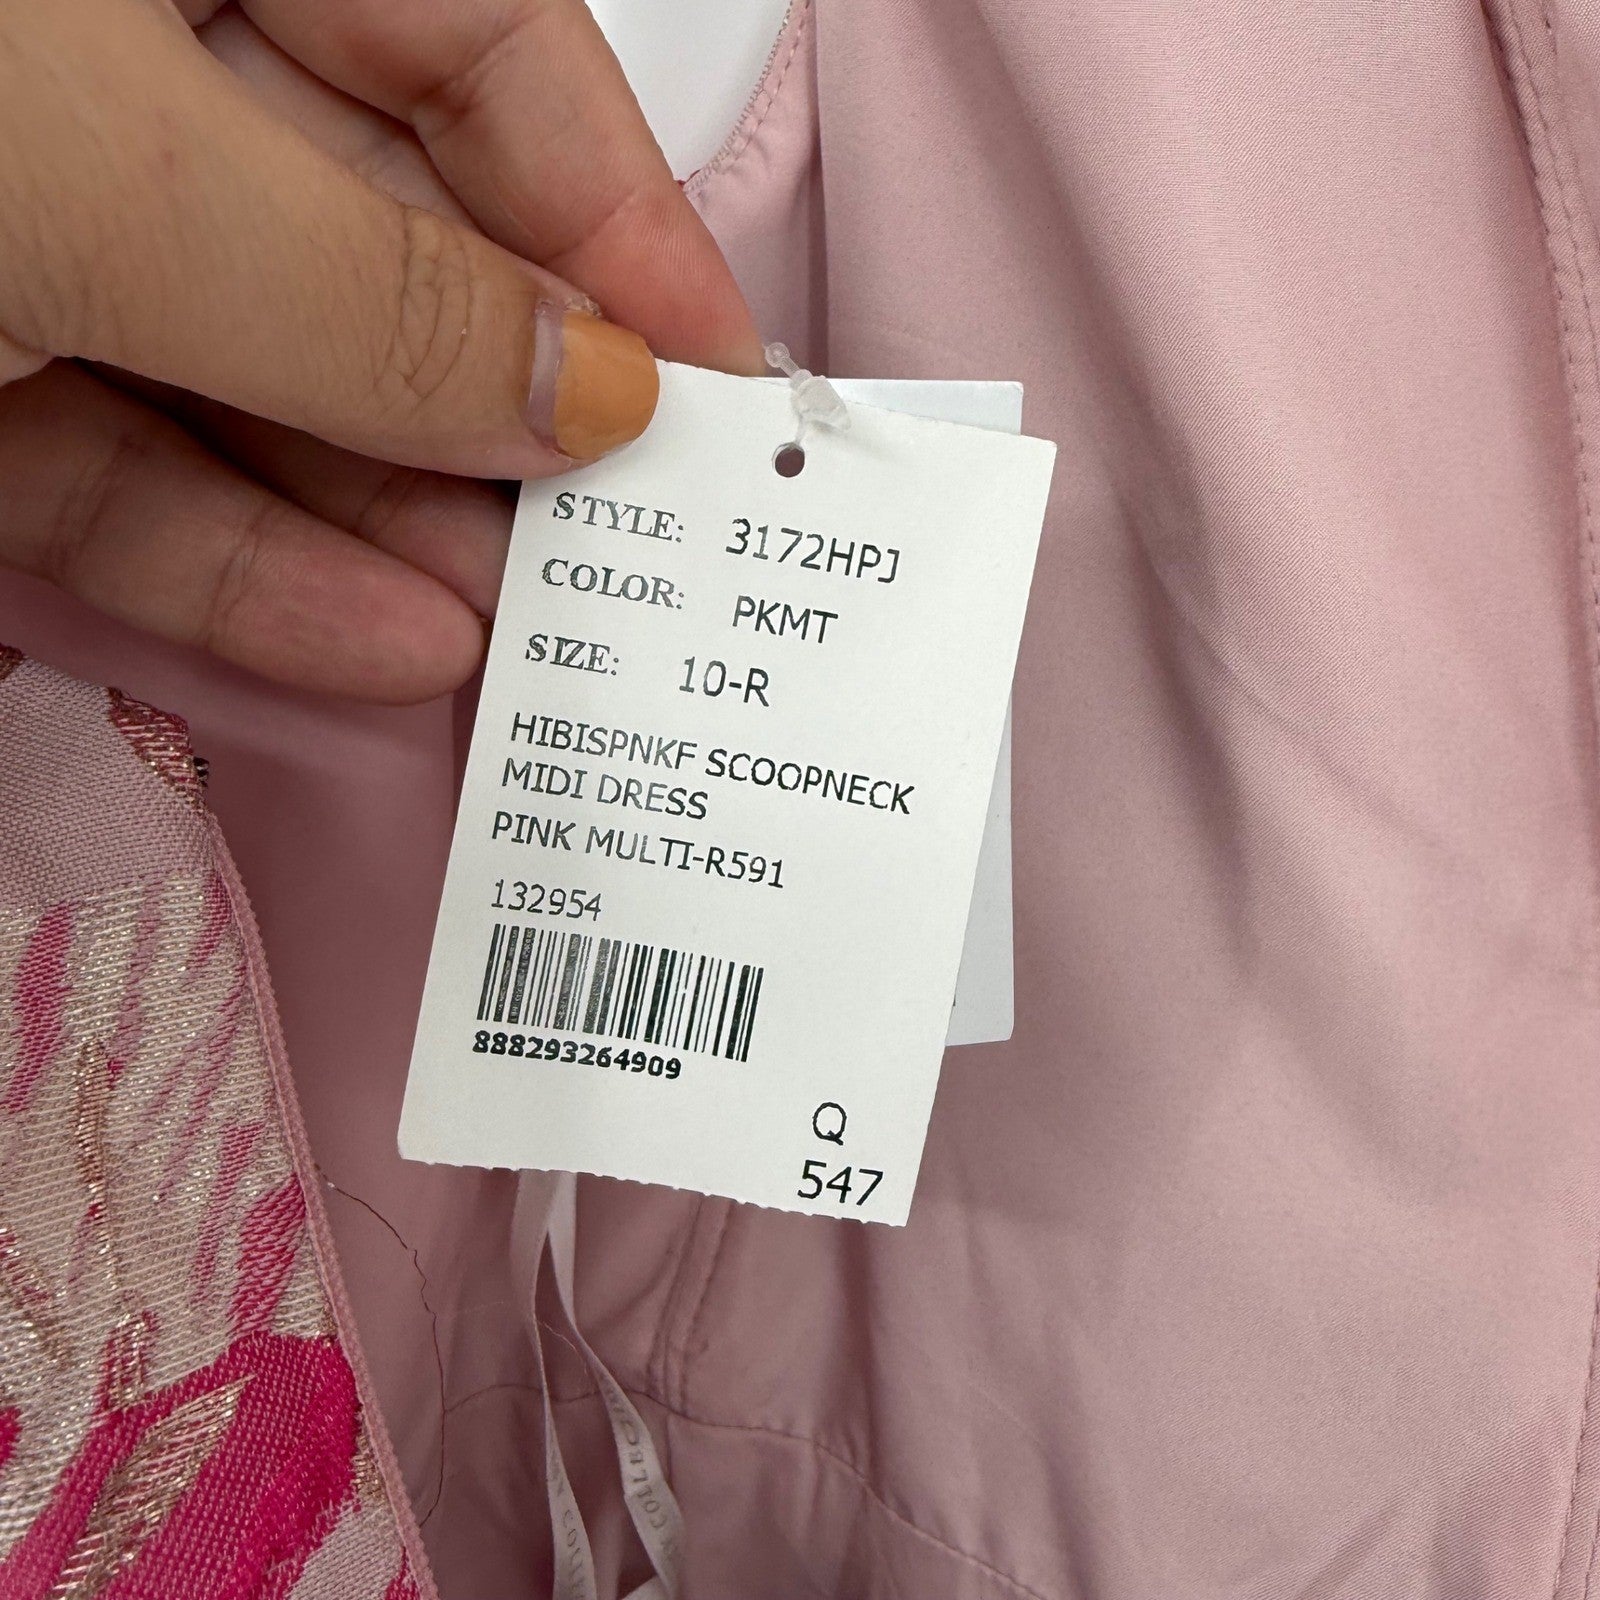 STYLE: 3172HPJ
COLOR: PKMT
SIZE: 10-R
HIBISPNKF SCOOPNECK
MIDI DRESS
PINK MULTI-R591
132954
888293264909
Q
547